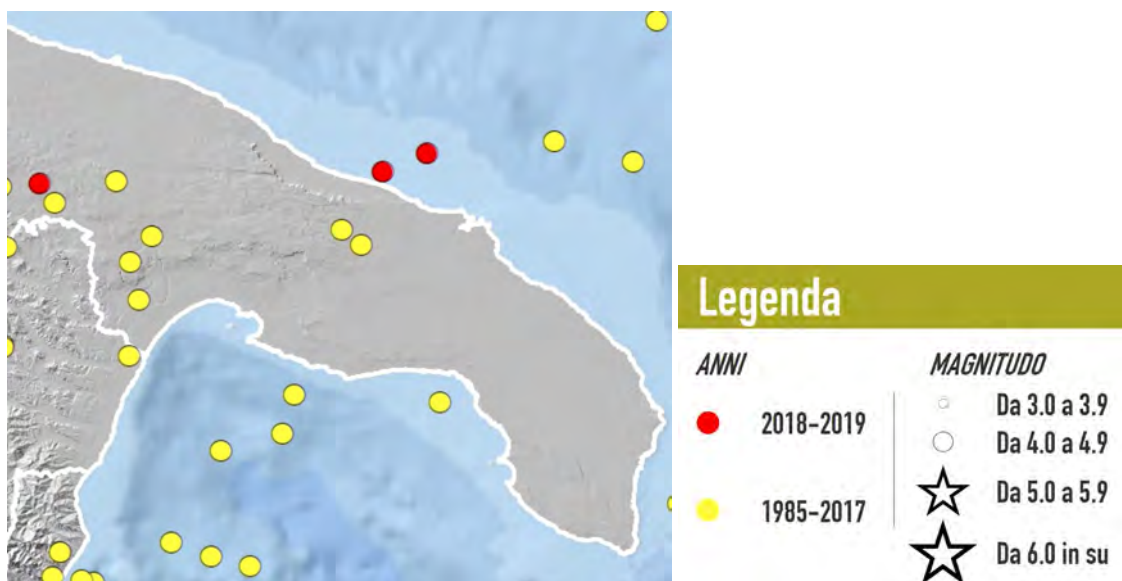 Legenda
ANNI
2018-2019
1985-2017
MAGNITUDO
Da 3.0 a 3.9
Da 4.0 a 4.9
Da 5.0 a 5.9
Da 6.0 in su